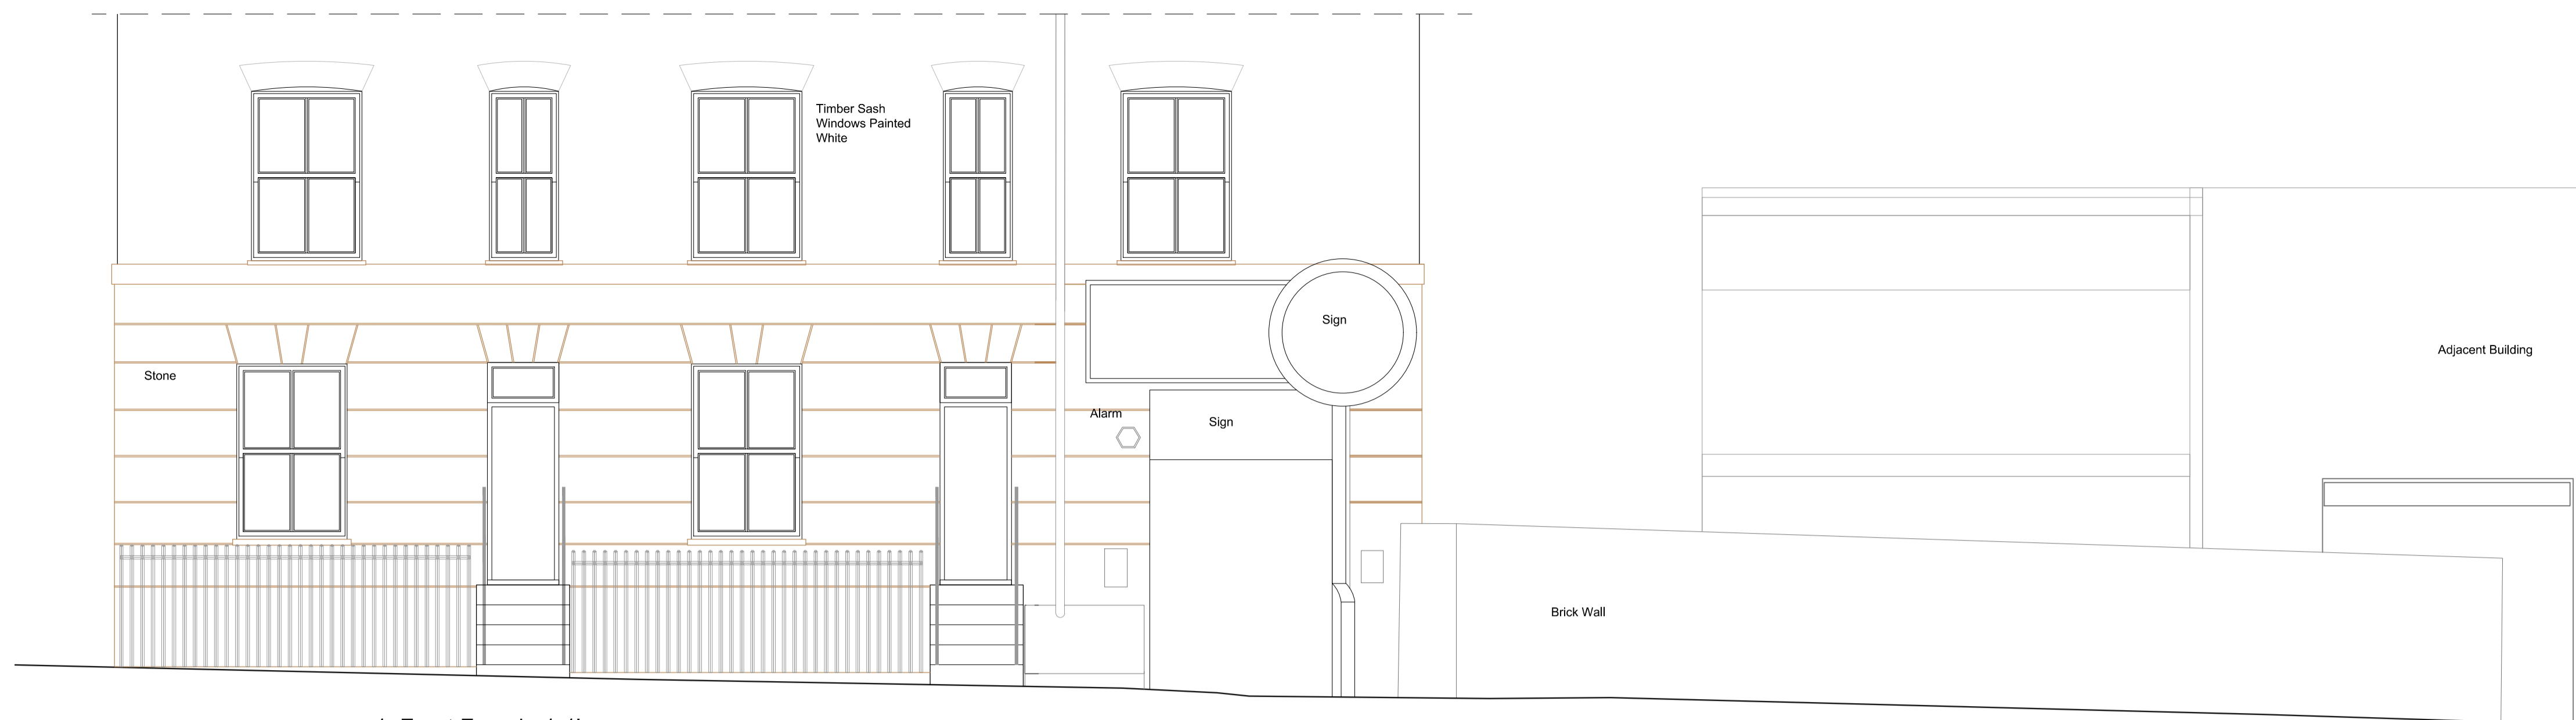 Timber Sash
Windows Painted
White
Sign
Adjacent Building
Stone
Alarm
Sign
Brick Wall